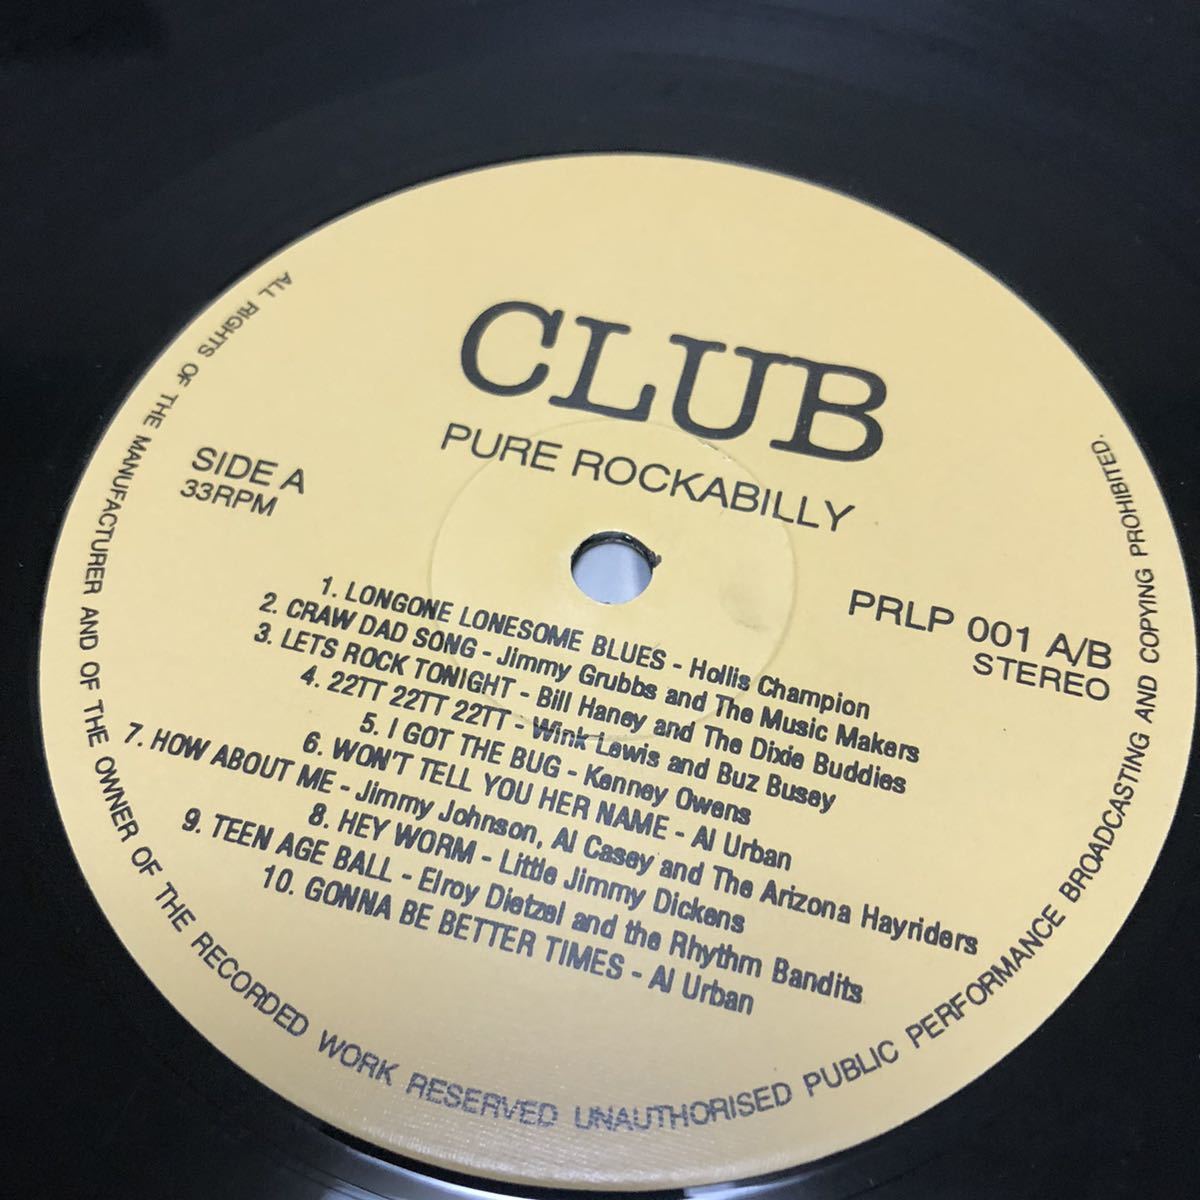 CLUB
PURE ROCKABILLY
SIDE A
33RPM
PRLP 001 A/B
STEREO
1. LONGONE LONESOME BLUES - Hollis Champion
2. CRAW DAD SONG - Jimmy Grubbs and The Music Makers
3. LETS ROCK TONIGHT - Bill Haney and The Dixie Buddies
4. 22TT 22TT 22TT - Wink Lewis and Buz Busey
5. I GOT THE BUG - Kenney Owens
6. WON'T TELL YOU HER NAME - Al Urban
7. HOW ABOUT ME - Jimmy Johnson, Al Casey and The Arizona Hayriders
8. HEY WORM - Little Jimmy Dickens
9. TEEN AGE BALL - Elroy Dietzel and the Rhythm Bandits
10. GONNA BE BETTER TIMES - Al Urban
ALL RIGHTS OF THE MANUFACTURER AND OF THE OWNER OF THE RECORDED WORK RESERVED UNAUTHORISED PUBLIC PERFORMANCE BROADCASTING AND COPYING PROHIBITED.